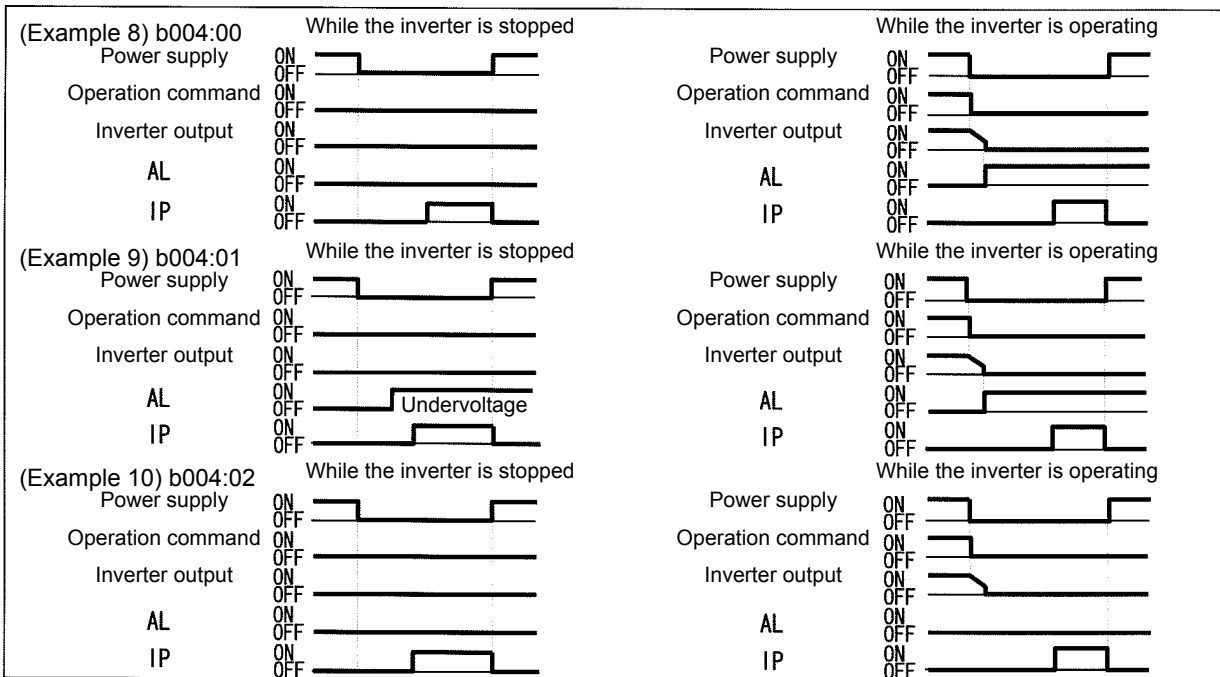 (Example 8) b004:00
While the inverter is stopped
While the inverter is operating
Power supply ON OFF
Power supply ON OFF
Operation command ON OFF
Operation command ON OFF
Inverter output ON OFF
Inverter output ON OFF
AL ON OFF
AL ON OFF
IP ON OFF
IP ON OFF
(Example 9) b004:01
While the inverter is stopped
While the inverter is operating
Power supply ON OFF
Power supply ON OFF
Operation command ON OFF
Operation command ON OFF
Inverter output ON OFF
Inverter output ON OFF
AL ON OFF Undervoltage
AL ON OFF
IP ON OFF
IP ON OFF
(Example 10) b004:02
While the inverter is stopped
While the inverter is operating
Power supply ON OFF
Power supply ON OFF
Operation command ON OFF
Operation command ON OFF
Inverter output ON OFF
Inverter output ON OFF
AL ON OFF
AL ON OFF
IP ON OFF
IP ON OFF